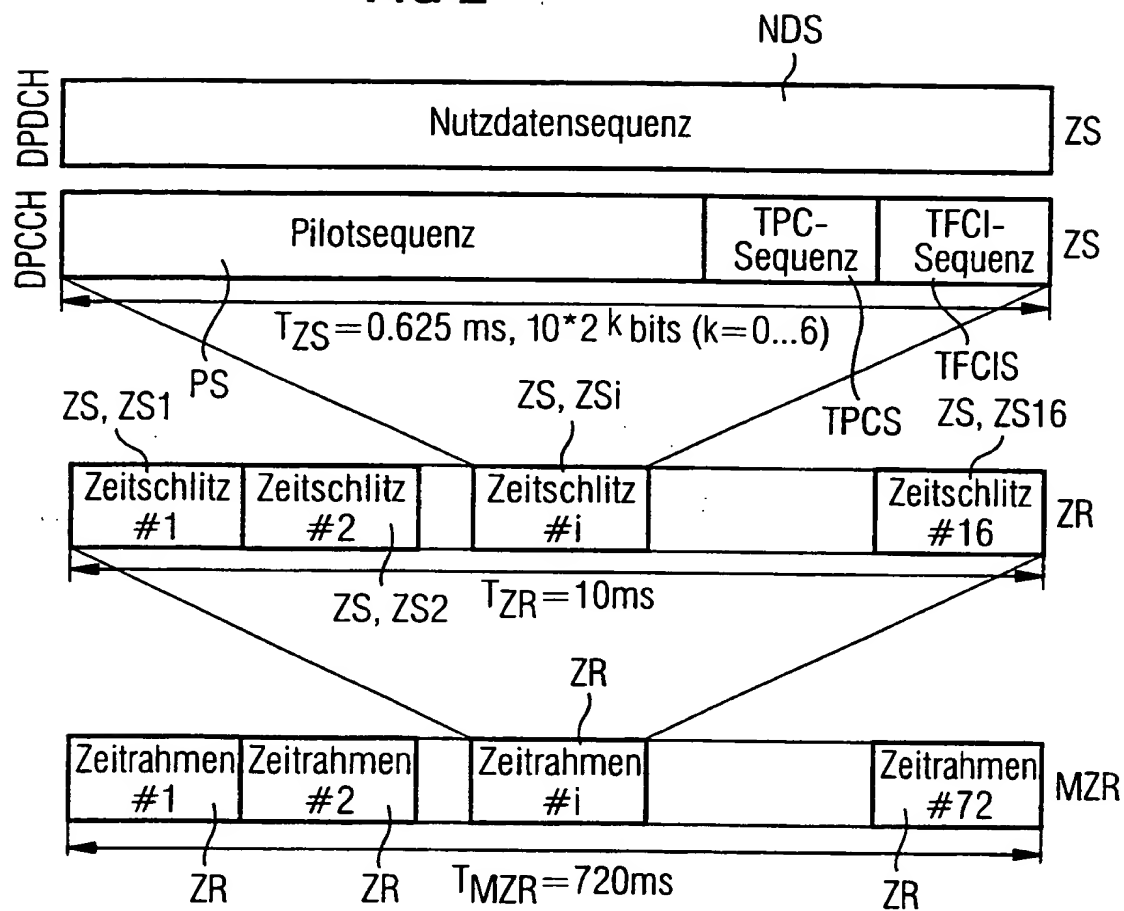 NDS
DPDCH
Nutzdatensequenz
ZS
DPCCH
Pilotsequenz
TPC-
Sequenz
TFCI-
Sequenz
ZS
T_ZS=0.625 ms, 10*2^k bits (k=0...6)
PS
TPCS
TFCIS
ZS, ZS1
ZS, ZSi
ZS, ZS16
Zeitschlitz
#1
Zeitschlitz
#2
Zeitschlitz
#i
Zeitschlitz
#16
ZR
ZS, ZS2
T_ZR=10ms
ZR
Zeitrahmen
#1
Zeitrahmen
#2
Zeitrahmen
#i
Zeitrahmen
#72
MZR
ZR
ZR
T_MZR=720ms
ZR